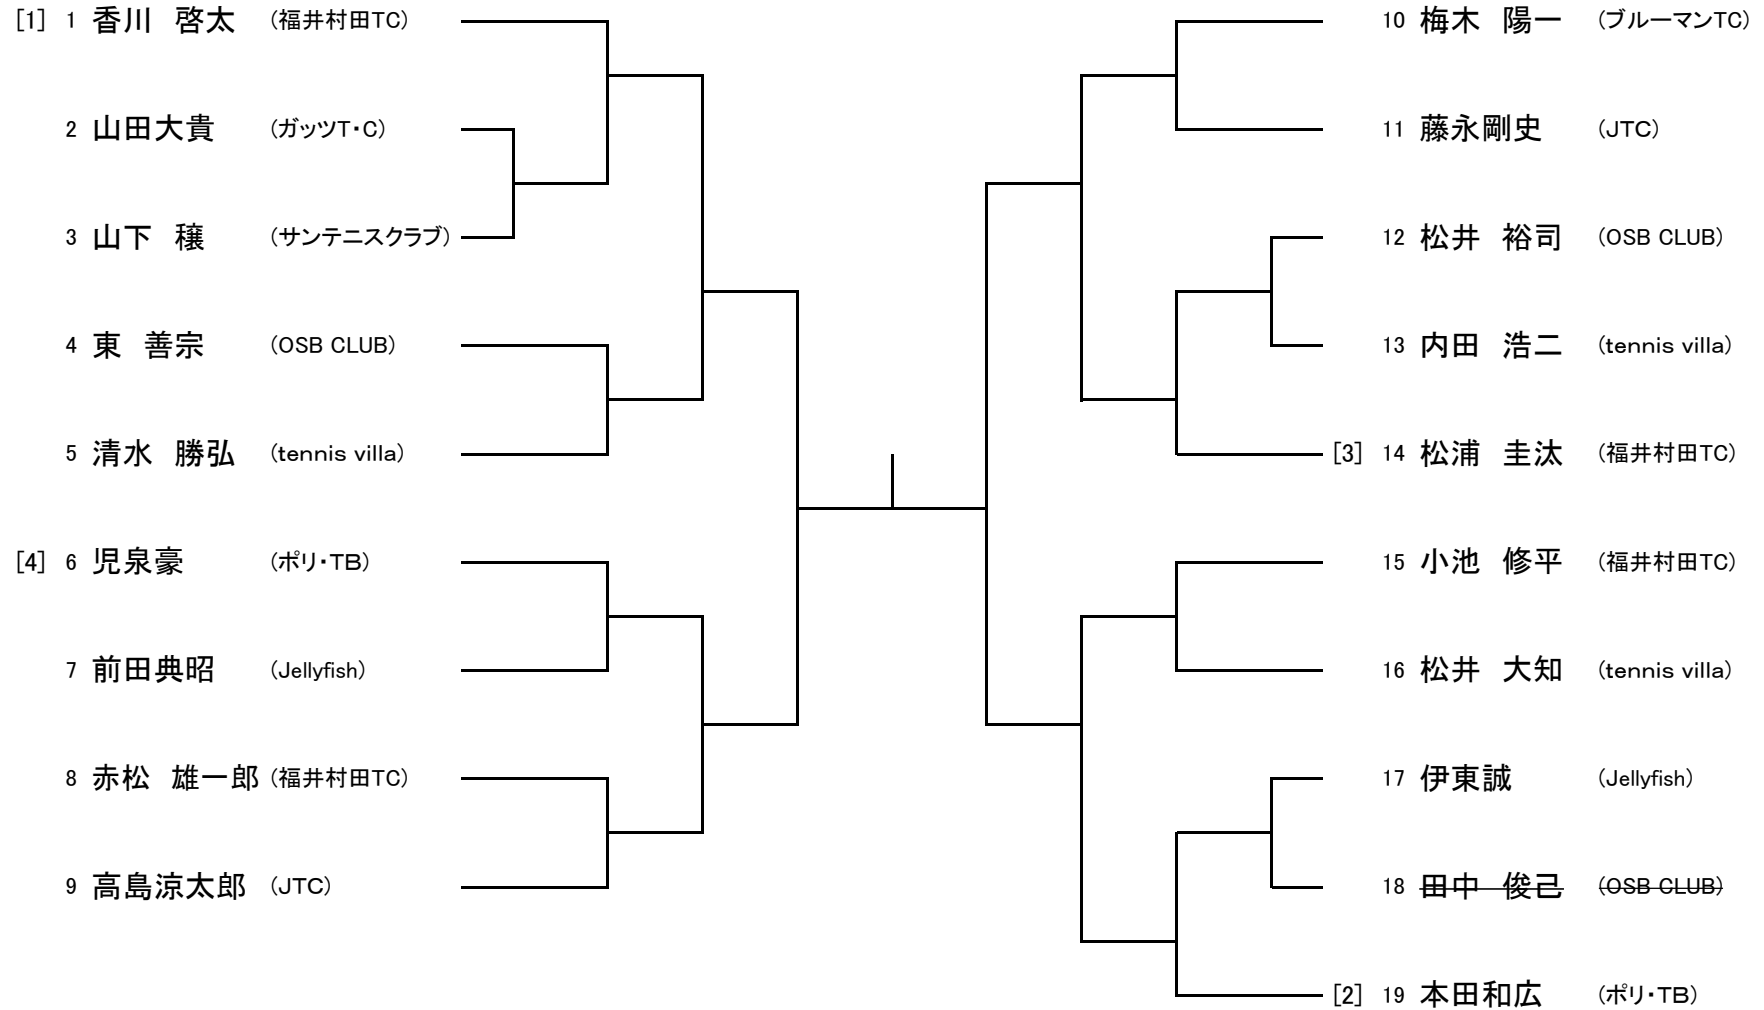 [1] 1 香川　啓太 (福井村田TC)
2 山田大貴 (ガッツT・C)
3 山下　穣 (サンテニスクラブ)
4 東　善宗 (OSB CLUB)
5 清水　勝弘 (tennis villa)
[4] 6 児泉豪 (ポリ・TB)
7 前田典昭 (Jellyfish)
8 赤松　雄一郎 (福井村田TC)
9 高島涼太郎 (JTC)
10 梅木　陽一 (ブルーマンTC)
11 藤永剛史 (JTC)
12 松井　裕司 (OSB CLUB)
13 内田　浩二 (tennis villa)
[3] 14 松浦　圭汰 (福井村田TC)
15 小池　修平 (福井村田TC)
16 松井　大知 (tennis villa)
17 伊東誠 (Jellyfish)
18 田中　俊己 (OSB CLUB)
[2] 19 本田和広 (ポリ・TB)